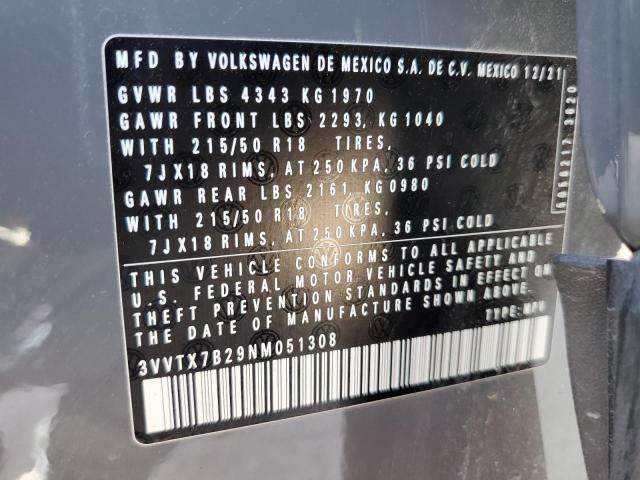 MFD BY VOLKSWAGEN DE MEXICO S.A. DE C.V. MEXICO 12/21
GVWR LBS 4343 KG 1970
GAWR FRONT LBS 2293, KG 1040
WITH 215/50 R18 TIRES,
7JX18 RIMS, AT 250 KPA, 36 PSI COLD
GAWR REAR LBS 2161, KG0980
WITH 215/50 R18 TIRES,
7JX18 RIMS, AT 250 KPA, 36 PSI COLD
THIS VEHICLE CONFORMS TO ALL APPLICABLE
U.S. FEDERAL MOTOR VEHICLE SAFETY AND
THEFT PREVENTION STANDARDS IN EFFECT ON
THE DATE OF MANUFACTURE SHOWN ABOVE.
TYPE:MPV
3VVTX7B29NM051308
3020